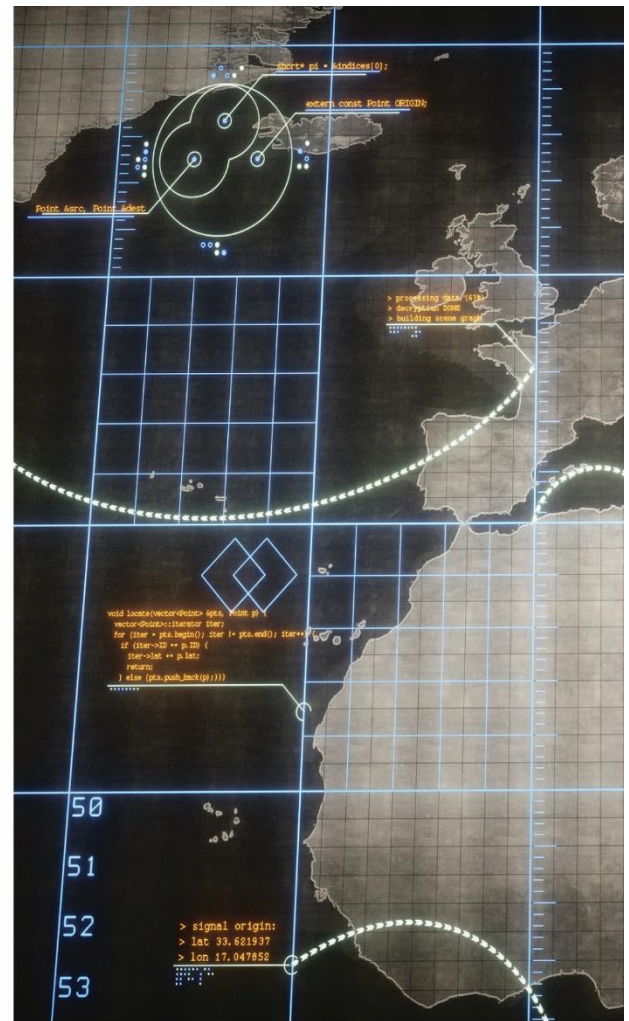 short* pi = &indices[0];
extern const Point ORIGIN;
Point &src, Point &dest
> processing data (67%)
> decryption DONE
> building scene graph
void locate(vector<Point> &pts, Point p) {
vector<Point>::iterator iter;
for (iter = pts.begin(); iter != pts.end(); iter++)
if (iter->ID == p.ID) {
iter->lat == p.lat;
return;
} else {pts.push_back(p);}}}
50
51
52
53
> signal origin:
> lat 33.621937
> lon 17.047852